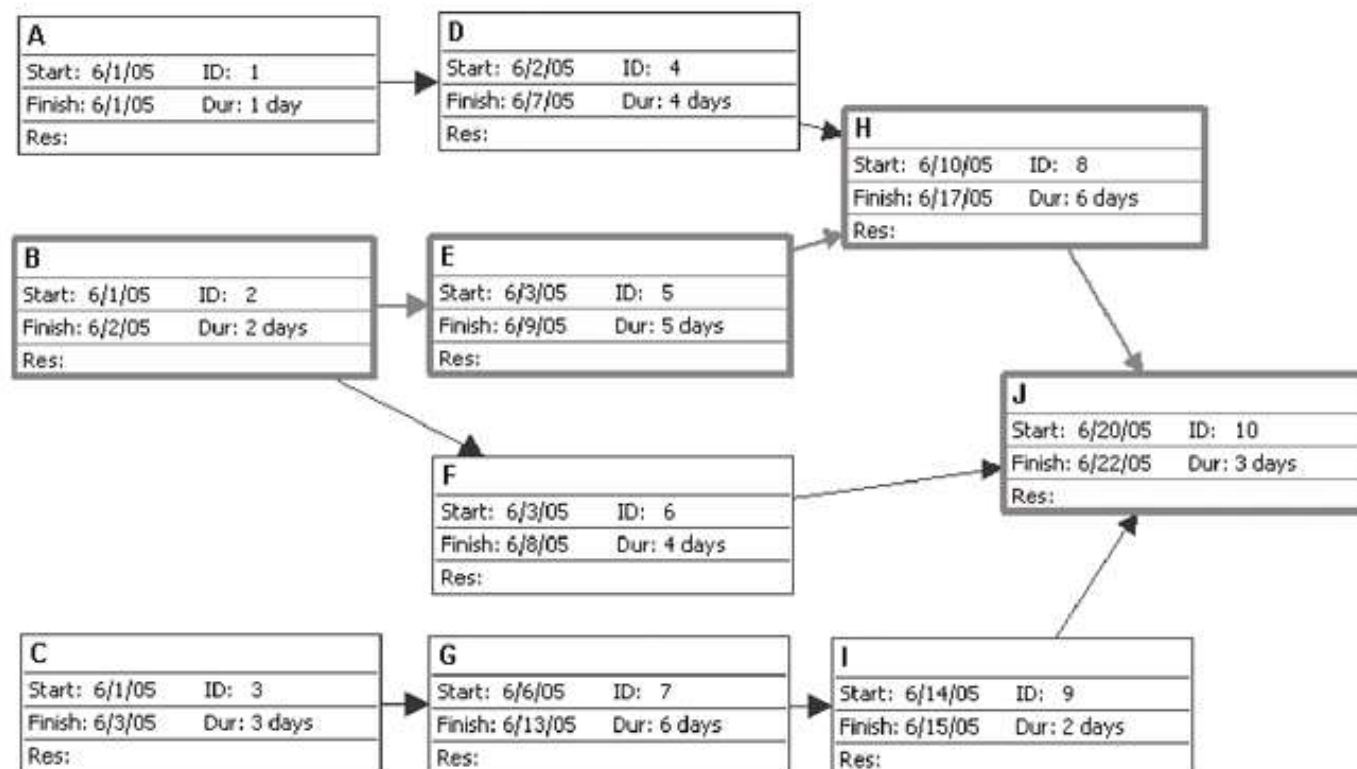 A
Start: 6/1/05 ID: 1
Finish: 6/1/05 Dur: 1 day
Res:
D
Start: 6/2/05 ID: 4
Finish: 6/7/05 Dur: 4 days
Res:
H
Start: 6/10/05 ID: 8
Finish: 6/17/05 Dur: 6 days
Res:
B
Start: 6/1/05 ID: 2
Finish: 6/2/05 Dur: 2 days
Res:
E
Start: 6/3/05 ID: 5
Finish: 6/9/05 Dur: 5 days
Res:
J
Start: 6/20/05 ID: 10
Finish: 6/22/05 Dur: 3 days
Res:
F
Start: 6/3/05 ID: 6
Finish: 6/8/05 Dur: 4 days
Res:
C
Start: 6/1/05 ID: 3
Finish: 6/3/05 Dur: 3 days
Res:
G
Start: 6/6/05 ID: 7
Finish: 6/13/05 Dur: 6 days
Res:
I
Start: 6/14/05 ID: 9
Finish: 6/15/05 Dur: 2 days
Res: